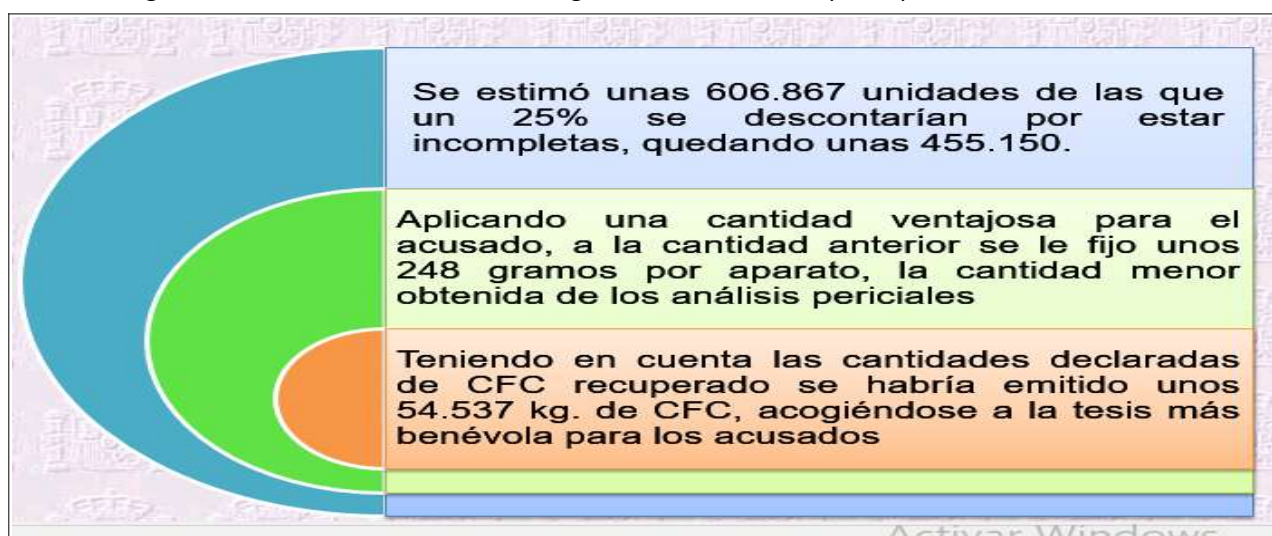 Se estimó unas 606.867 unidades de las que
un 25% se descontarían por estar
incompletas, quedando unas 455.150.
Aplicando una cantidad ventajosa para el
acusado, a la cantidad anterior se le fijo unos
248 gramos por aparato, la cantidad menor
obtenida de los análisis periciales
Teniendo en cuenta las cantidades declaradas
de CFC recuperado se habría emitido unos
54.537 kg. de CFC, acogiéndose a la tesis más
benévola para los acusados
Activar Windows